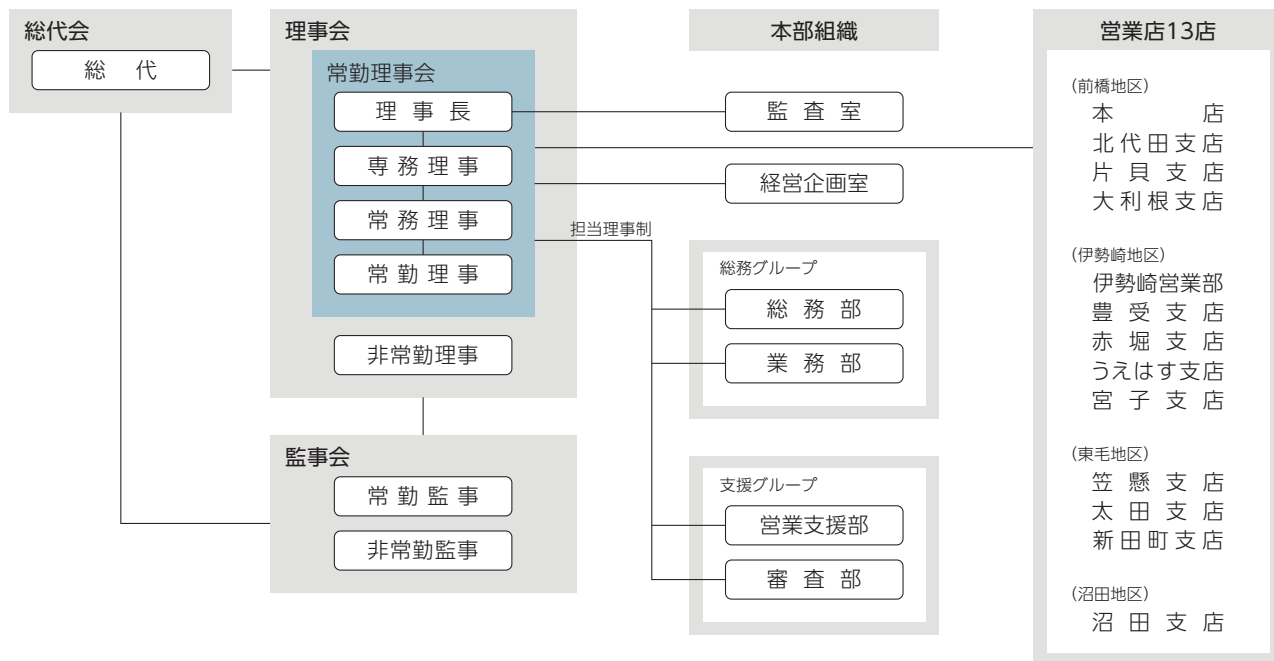 総代会
総代
理事会
常勤理事会
理事長
専務理事
常務理事
常勤理事
非常勤理事
監事会
常勤監事
非常勤監事
本部組織
監査室
経営企画室
担当理事制
総務グループ
総務部
業務部
支援グループ
営業支援部
審査部
営業店13店
(前橋地区)
本店
北代田支店
片貝支店
大利根支店
(伊勢崎地区)
伊勢崎営業部
豊受支店
赤堀支店
うえはす支店
宮子支店
(東毛地区)
笠懸支店
太田支店
新田町支店
(沼田地区)
沼田支店